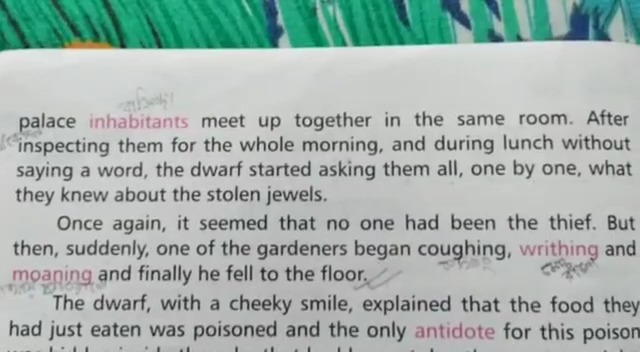 palace inhabitants meet up together in the same room. After
inspecting them for the whole morning, and during lunch without
saying a word, the dwarf started asking them all, one by one, what
they knew about the stolen jewels.
Once again, it seemed that no one had been the thief. But
then, suddenly, one of the gardeners began coughing, writhing and
moaning and finally he fell to the floor.
The dwarf, with a cheeky smile, explained that the food they
had just eaten was poisoned and the only antidote for this poison